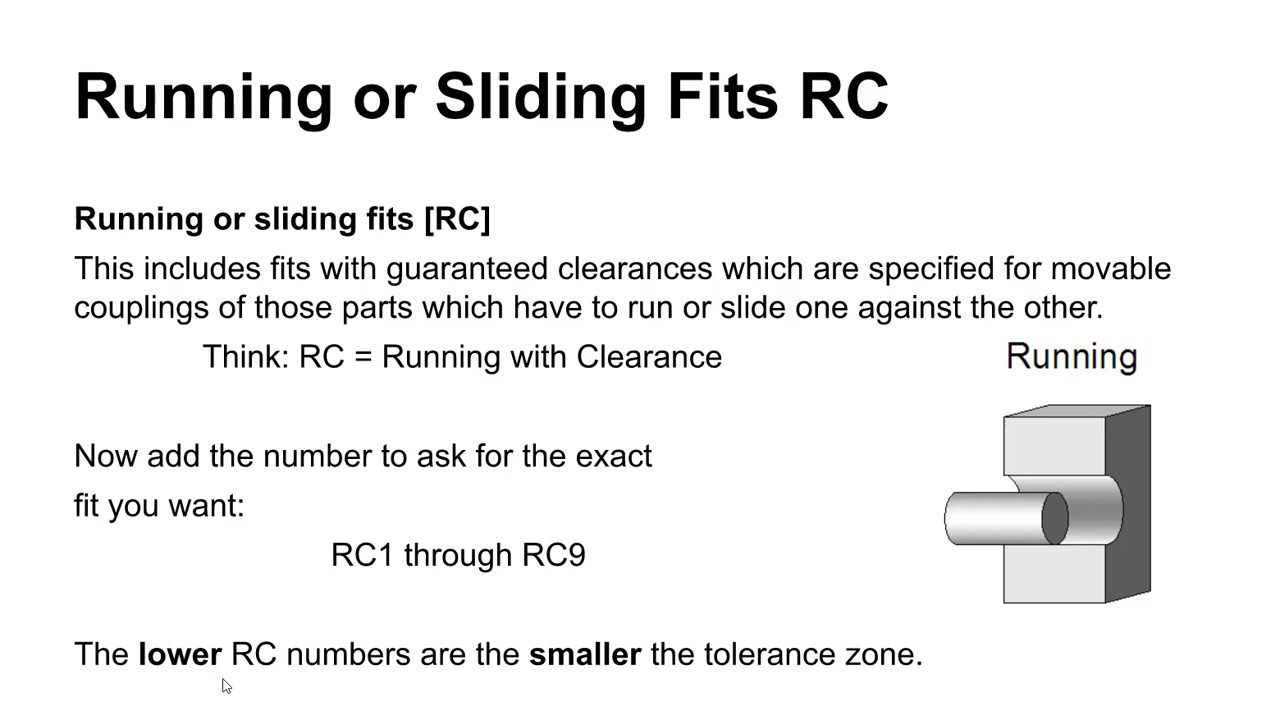 Running or Sliding Fits RC
Running or sliding fits [RC]
This includes fits with guaranteed clearances which are specified for movable
couplings of those parts which have to run or slide one against the other.
Think: RC = Running with Clearance
Running
Now add the number to ask for the exact
fit you want:
RC1 through RC9
The lower RC numbers are the smaller the tolerance zone.